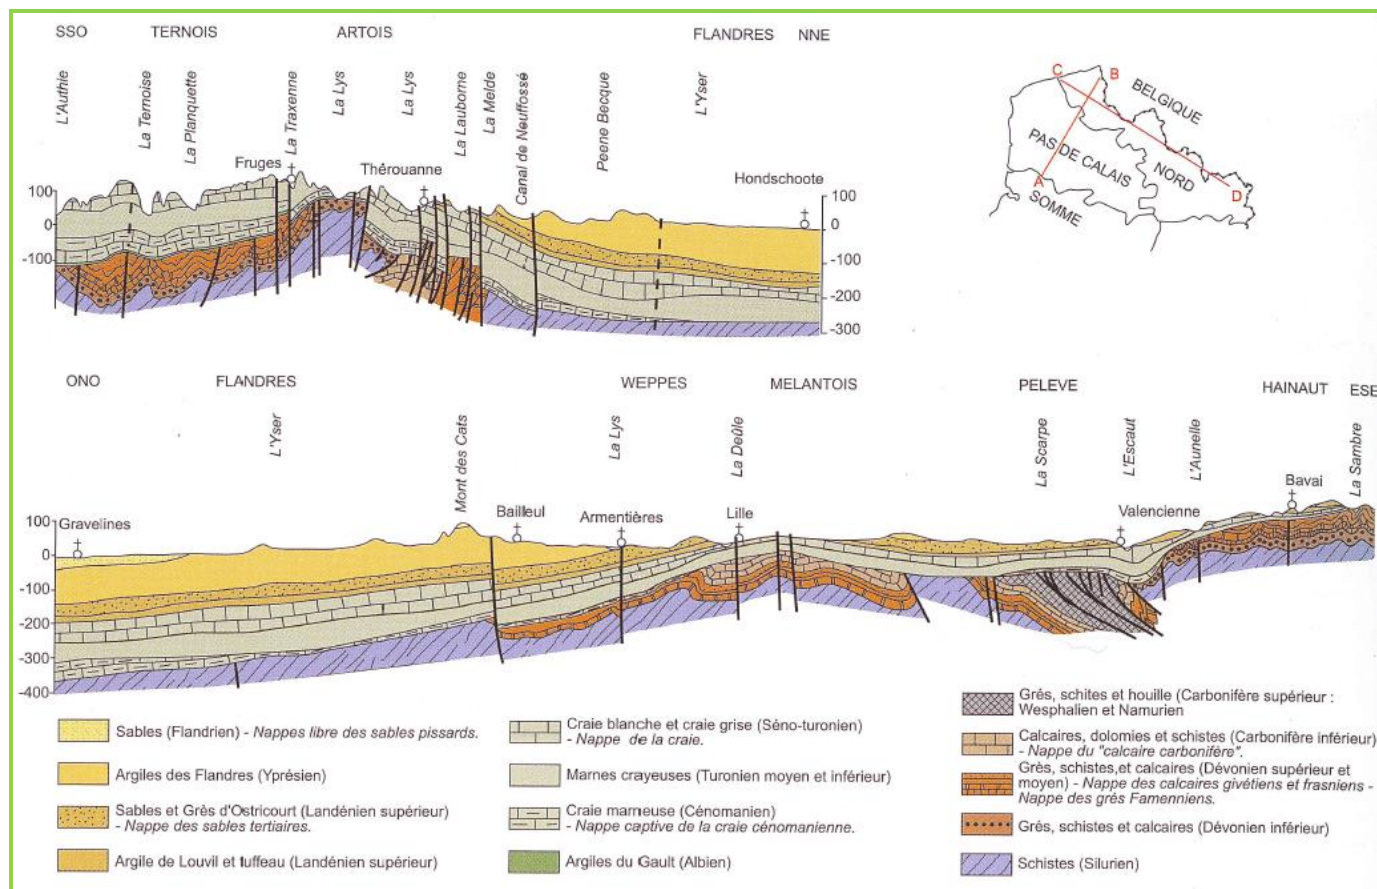 SSO TERNOIS ARTOIS FLANDRES NNE
L'Authie
La Ternoise
La Planquette
La Traxenne
La Lys
La Lys
La Lauborne
La Melde
Canal de Neuffossé
Peene Becque
L'Yser
Fruges
Thérouanne
Hondschoote
100
0
-100
100
0
-100
-200
-300
C
B
BELGIQUE
PAS DE CALAIS
NORD
A
D
SOMME
ONO FLANDRES WEPPES MELANTOIS PELEVE HAINAUT ESE
L'Yser
Mont des Cats
La Lys
La Deûle
La Scarpe
L'Escaut
L'Aunelle
La Sambre
Gravelines
Bailleul
Armentières
Lille
Valencienne
Bavai
100
0
-100
-200
-300
-400
Sables (Flandrien) - Nappes libre des sables pissards.
Argiles des Flandres (Yprésien)
Sables et Grès d'Ostricourt (Landénien supérieur)
- Nappe des sables tertiaires.
Argile de Louvil et tuffeau (Landénien supérieur)
Craie blanche et craie grise (Séno-turonien)
- Nappe de la craie.
Marnes crayeuses (Turonien moyen et inférieur)
Craie marneuse (Cénomanien)
- Nappe captive de la craie cénomanienne.
Argiles du Gault (Albien)
Grés, schites et houille (Carbonifère supérieur :
Wesphalien et Namurien
Calcaires, dolomies et schistes (Carbonifère inférieur)
- Nappe du "calcaire carbonifère".
Grès, schistes,et calcaires (Dévonien supérieur et
moyen) - Nappe des calcaires givétiens et frasniens -
Nappe des grés Famenniens.
Grés, schistes et calcaires (Dévonien inférieur)
Schistes (Silurien)